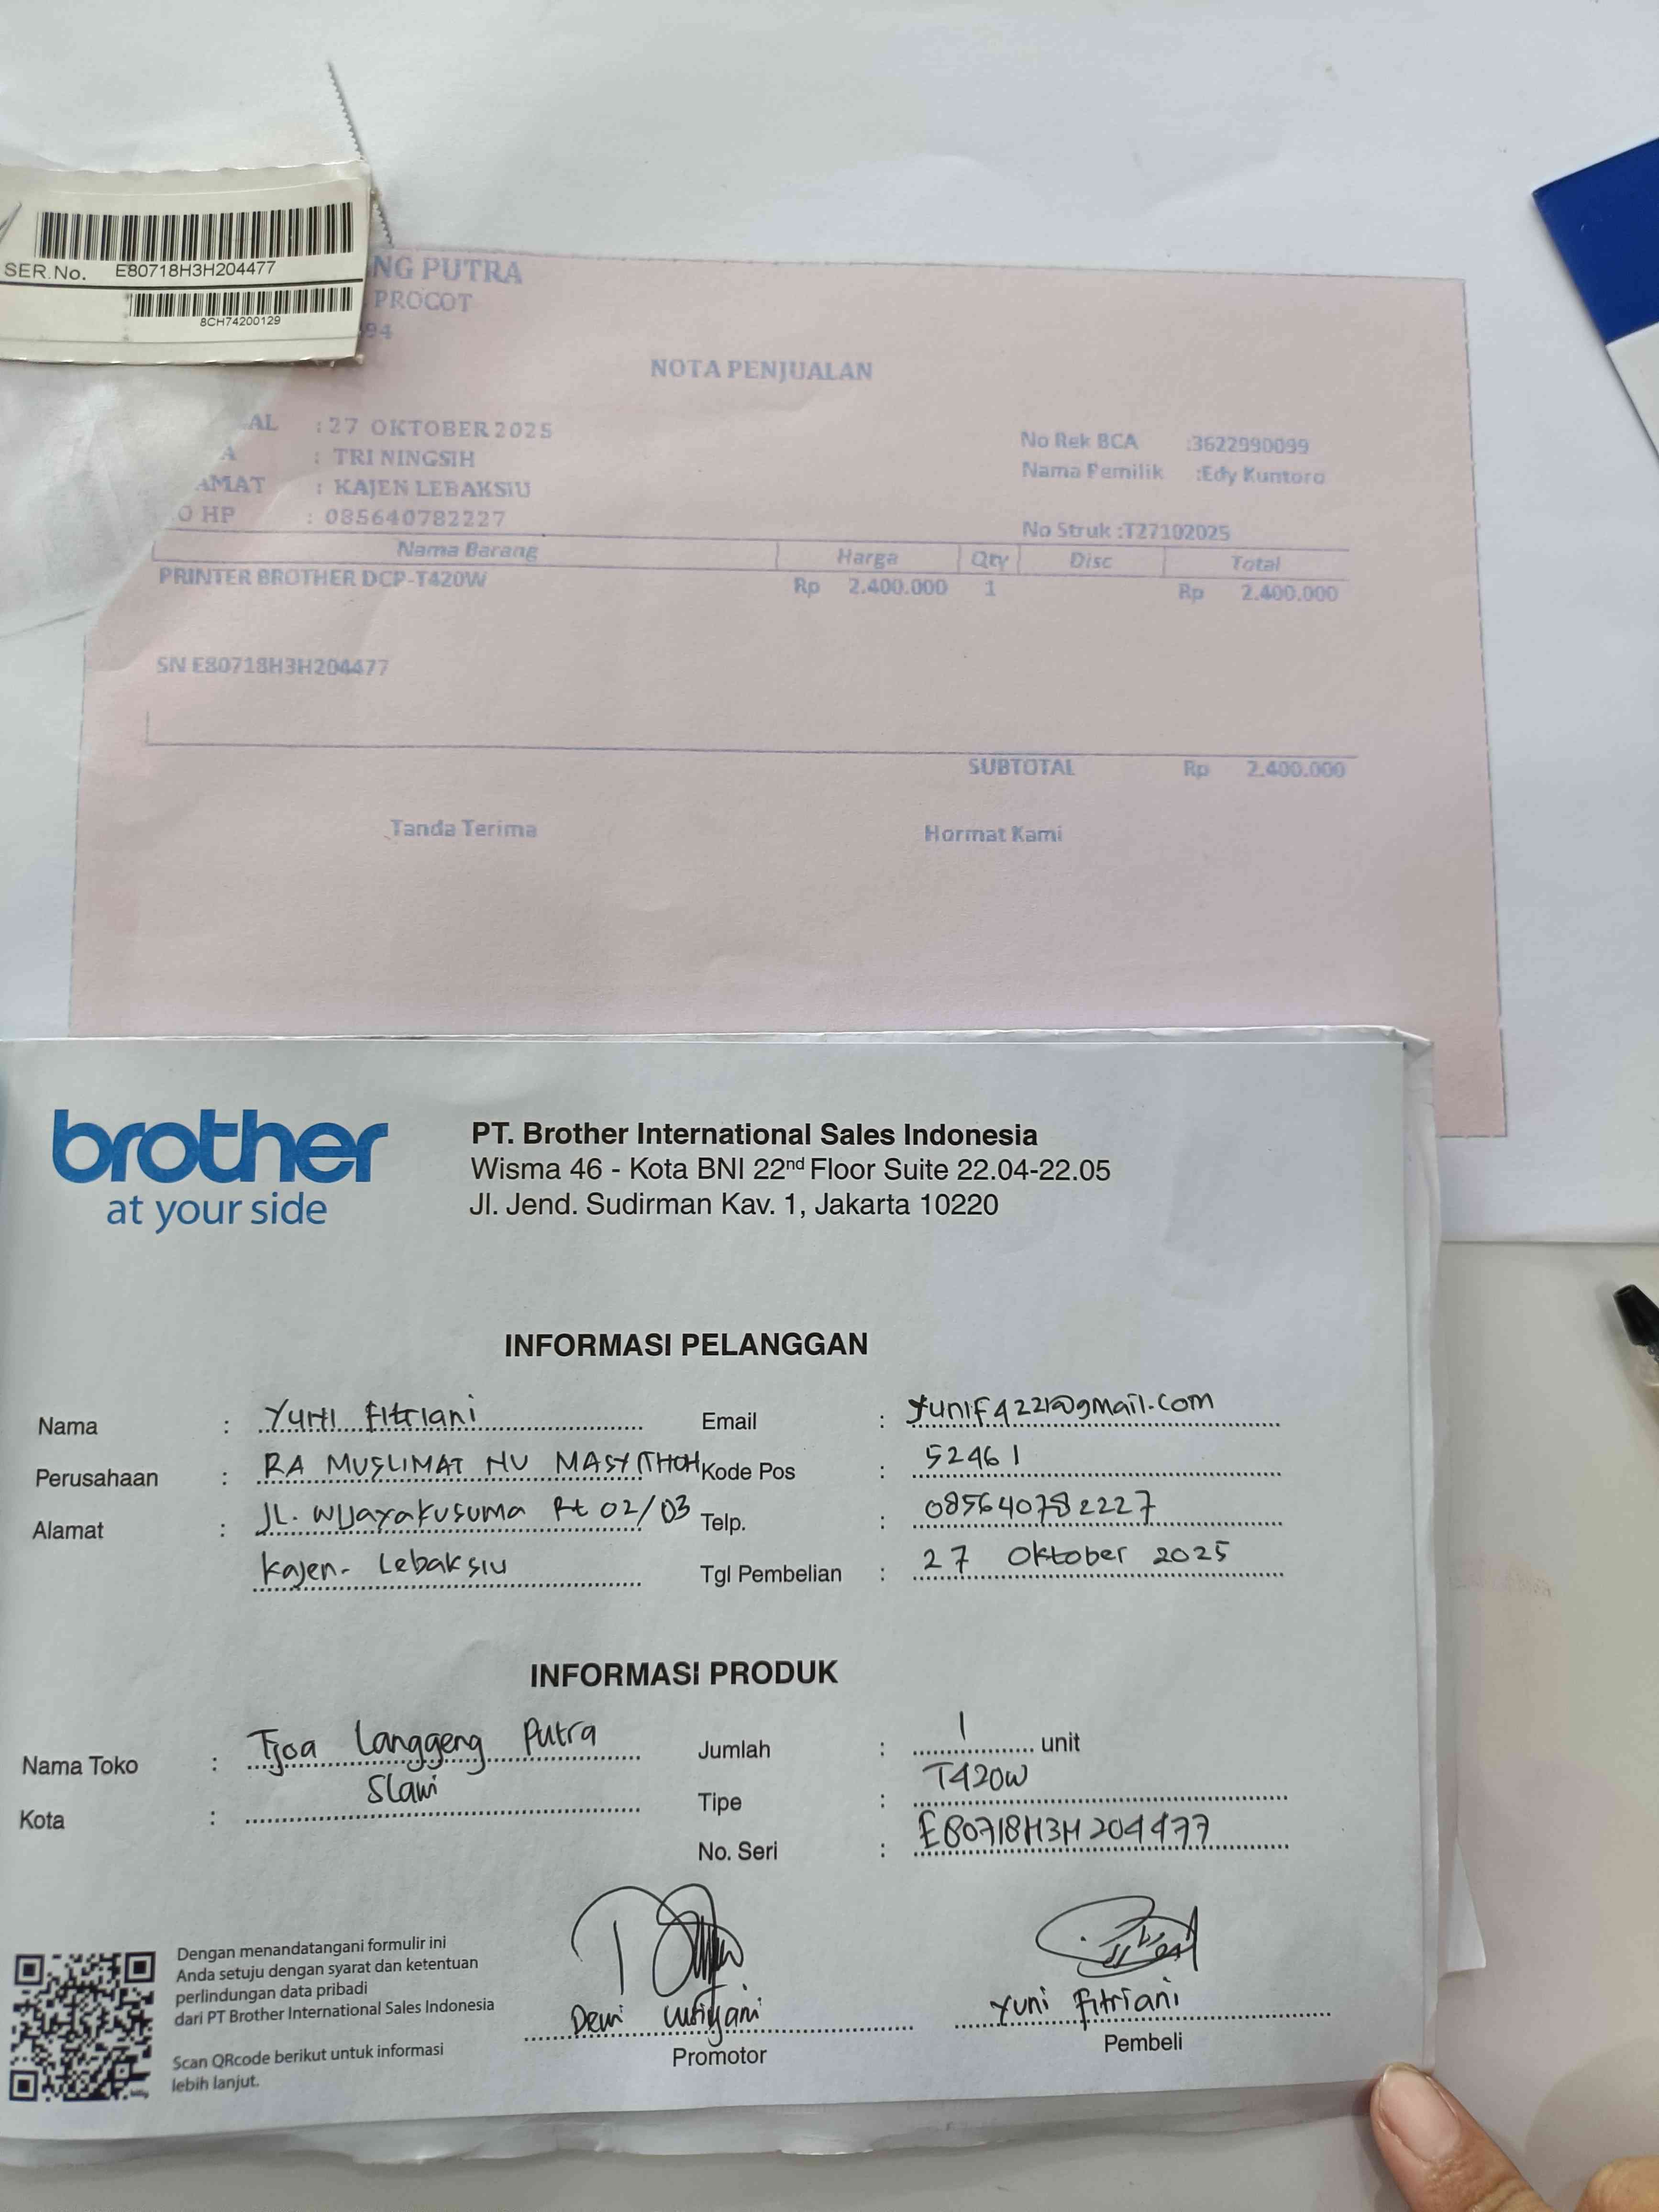 SER.No. E80718H3H204477
8CH74200129
NG PUTRA
PROCOT
94
NOTA PENJUALAN
AL : 27 OKTOBER 2025
A : TRI NINGSIH
AMAT : KAJEN LEBAKSIU
O HP : 085640782227
No Rek BCA :3622990099
Nama Pemilik :Edy Kuntoro
No Struk :T27102025
Nama Barang Harga Qty Disc Total
PRINTER BROTHER DCP-T420W Rp 2.400.000 1 Rp 2.400.000
SN E80718H3H204477
SUBTOTAL Rp 2.400.000
Tanda Terima Hormat Kami
brother
at your side
PT. Brother International Sales Indonesia
Wisma 46 - Kota BNI 22nd Floor Suite 22.04-22.05
Jl. Jend. Sudirman Kav. 1, Jakarta 10220
INFORMASI PELANGGAN
Nama : Yuni Fitriani
Perusahaan : RA MUSLIMAT NU MASYITHOH
Alamat : JL. Wijayakusuma Rt 02/03
Kajen- Lebaksiu
Email : yunif4221@gmail.com
Kode Pos : 52461
Telp. : 085640782227
Tgl Pembelian : 27 Oktober 2025
INFORMASI PRODUK
Nama Toko : Tjoa Langgeng Putra
Kota : Slawi
Jumlah : 1 unit
Tipe : T420W
No. Seri : E80718H3H204477
Dengan menandatangani formulir ini
Anda setuju dengan syarat dan ketentuan
perlindungan data pribadi
dari PT Brother International Sales Indonesia
Scan QRcode berikut untuk informasi
lebih lanjut.
Dewi
Promotor
Yuni Fitriani
Pembeli